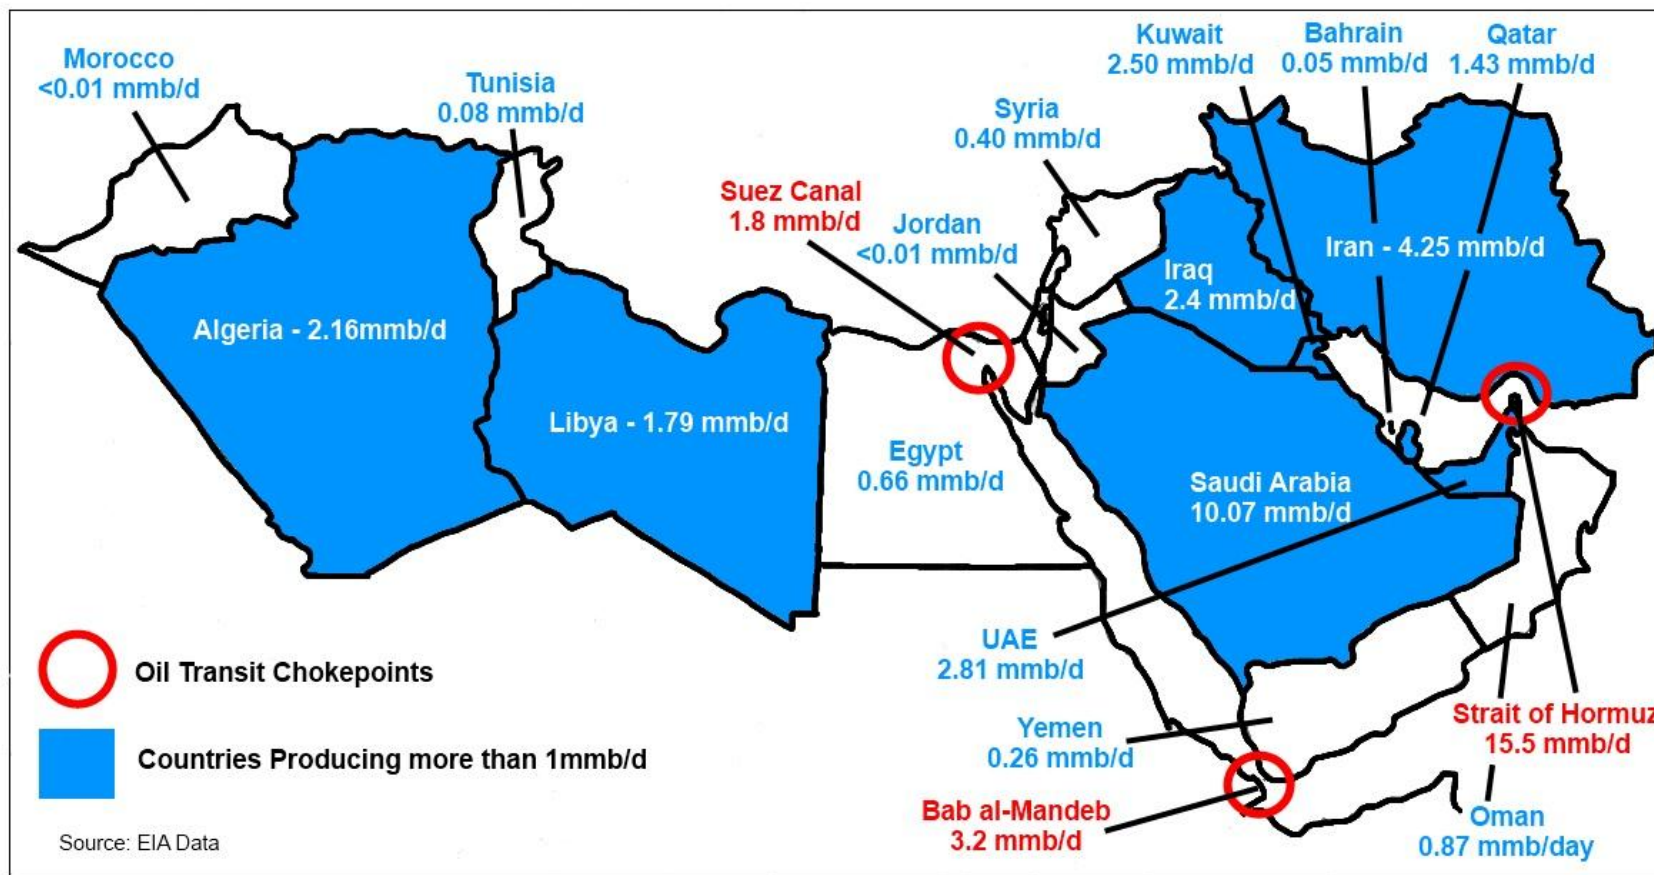 Morocco
<0.01 mmb/d
Tunisia
0.08 mmb/d
Kuwait
2.50 mmb/d
Bahrain
0.05 mmb/d
Qatar
1.43 mmb/d
Syria
0.40 mmb/d
Suez Canal
1.8 mmb/d
Jordan
<0.01 mmb/d
Iran - 4.25 mmb/d
Iraq
2.4 mmb/d
Algeria - 2.16mmb/d
Libya - 1.79 mmb/d
Egypt
0.66 mmb/d
Saudi Arabia
10.07 mmb/d
UAE
2.81 mmb/d
Yemen
0.26 mmb/d
Strait of Hormuz
15.5 mmb/d
Bab al-Mandeb
3.2 mmb/d
Oman
0.87 mmb/day
Oil Transit Chokepoints
Countries Producing more than 1mmb/d
Source: EIA Data